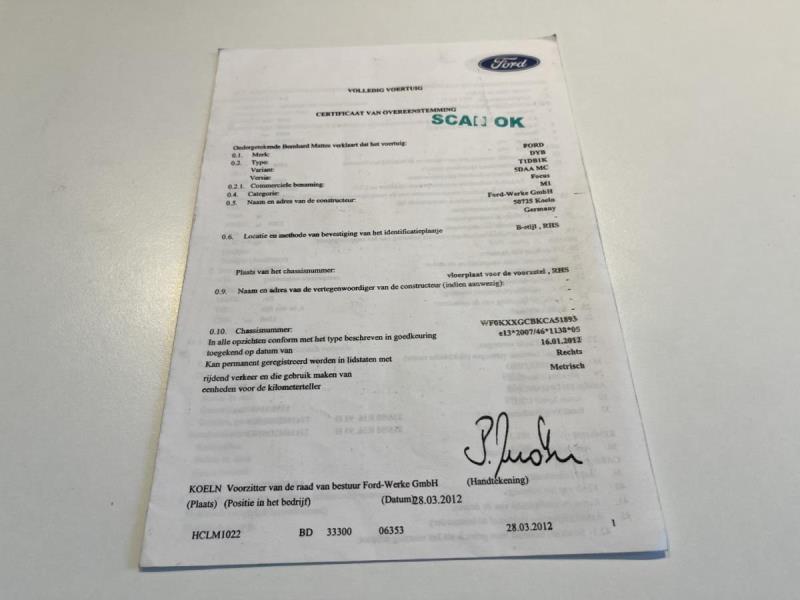 Ford
VOLLEDIG VOERTUIG
CERTIFICAAT VAN OVEREENSTEMMING
SCAN OK
Ondergetekende Bernhard Mattes verklaart dat het voertuig:
0.1. Merk: FORD
0.2. Type: DYB
Variant: T1DB1K
Versie: 5DAA MC
0.2.1. Commerciele benaming: Focus
0.4. Categorie: M1
0.5. Naam en adres van de constructeur: Ford-Werke GmbH
50725 Koeln
Germany
0.6. Locatie en methode van bevestiging van het identificatieplaatje B-stijl , RHS
Plaats van het chassisnummer: vloerplaat voor de voorzetel , RHS
0.9. Naam en adres van de vertegenwoordiger van de constructeur (indien aanwezig): -
0.10. Chassisnummer: WF0KXXGCBKCA51893
In alle opzichten conform met het type beschreven in goedkeuring e13*2007/46*1138*05
toegekend op datum van 16.01.2012
Kan permanent geregistreerd worden in lidstaten met Rechts
rijdend verkeer en die gebruik maken van Metrisch
eenheden voor de kilometerteller
KOELN Voorzitter van de raad van bestuur Ford-Werke GmbH (Handtekening)
(Plaats) (Positie in het bedrijf) (Datum)28.03.2012
HCLM1022 BD 33300 06353 28.03.2012 1